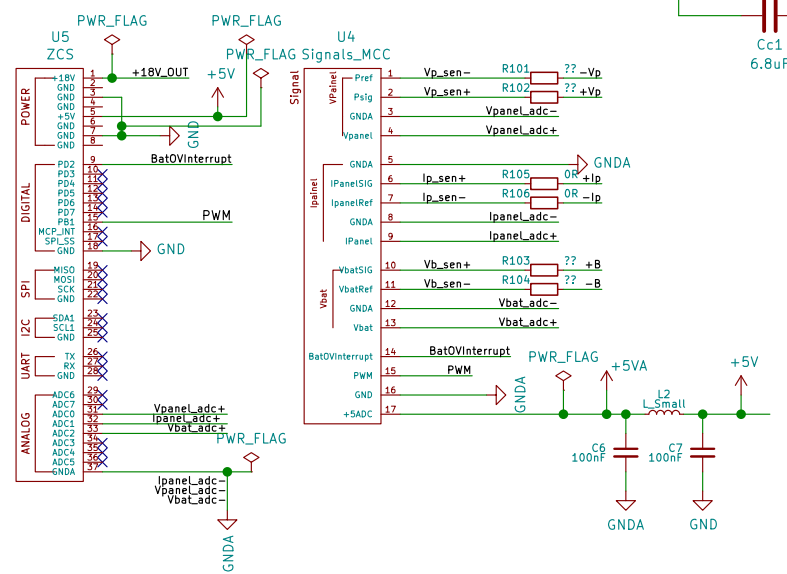 PWR_FLAG
PWR_FLAG
PWR_FLAG
U5
ZCS
+18V_OUT
+5V
GND
POWER
1 +18V
2 GND
3 GND
4 GND
5 +5V
6 GND
7 GND
8 GND
DIGITAL
9 PD2
10 PD3
11 PD4
12 PD5
13 PD6
14 PD7
15 PB1
16 MCP_INT
17 SPI_SS
18 GND
BatOVInterrupt
PWM
GND
SPI
19 MISO
20 MOSI
21 SCK
22 GND
I2C
23 SDA1
24 SCL1
25 GND
UART
26 TX
27 RX
28 GND
ANALOG
29 ADC6
30 ADC7
31 ADC0
32 ADC1
33 ADC2
34 ADC3
35 ADC4
36 ADC5
37 GNDA
Vpanel_adc+
Ipanel_adc+
Vbat_adc+
PWR_FLAG
Ipanel_adc-
Vpanel_adc-
Vbat_adc-
GNDA
U4
Signals_MCC
Signal
VPainel
Pref 1 Vp_sen- R101 ?? -Vp
Psig 2 Vp_sen+ R102 ?? +Vp
GNDA 3 Vpanel_adc-
Vpanel 4 Vpanel_adc+
Ipainel
GNDA 5 GNDA
IPanelSIG 6 Ip_sen+ R105 0R +Ip
IpanelRef 7 Ip_sen- R106 0R -Ip
GNDA 8 Ipanel_adc-
IPanel 9 Ipanel_adc+
Vbat
VbatSIG 10 Vb_sen+ R103 ?? +B
VbatRef 11 Vb_sen- R104 ?? -B
GNDA 12 Vbat_adc-
Vbat 13 Vbat_adc+
BatOVInterrupt 14 BatOVInterrupt
PWM 15 PWM
GND 16 GNDA
+5ADC 17
PWR_FLAG
+5VA
L2
L_Small
+5V
C6
100nF
C7
100nF
GNDA
GND
Cc1
6.8uF